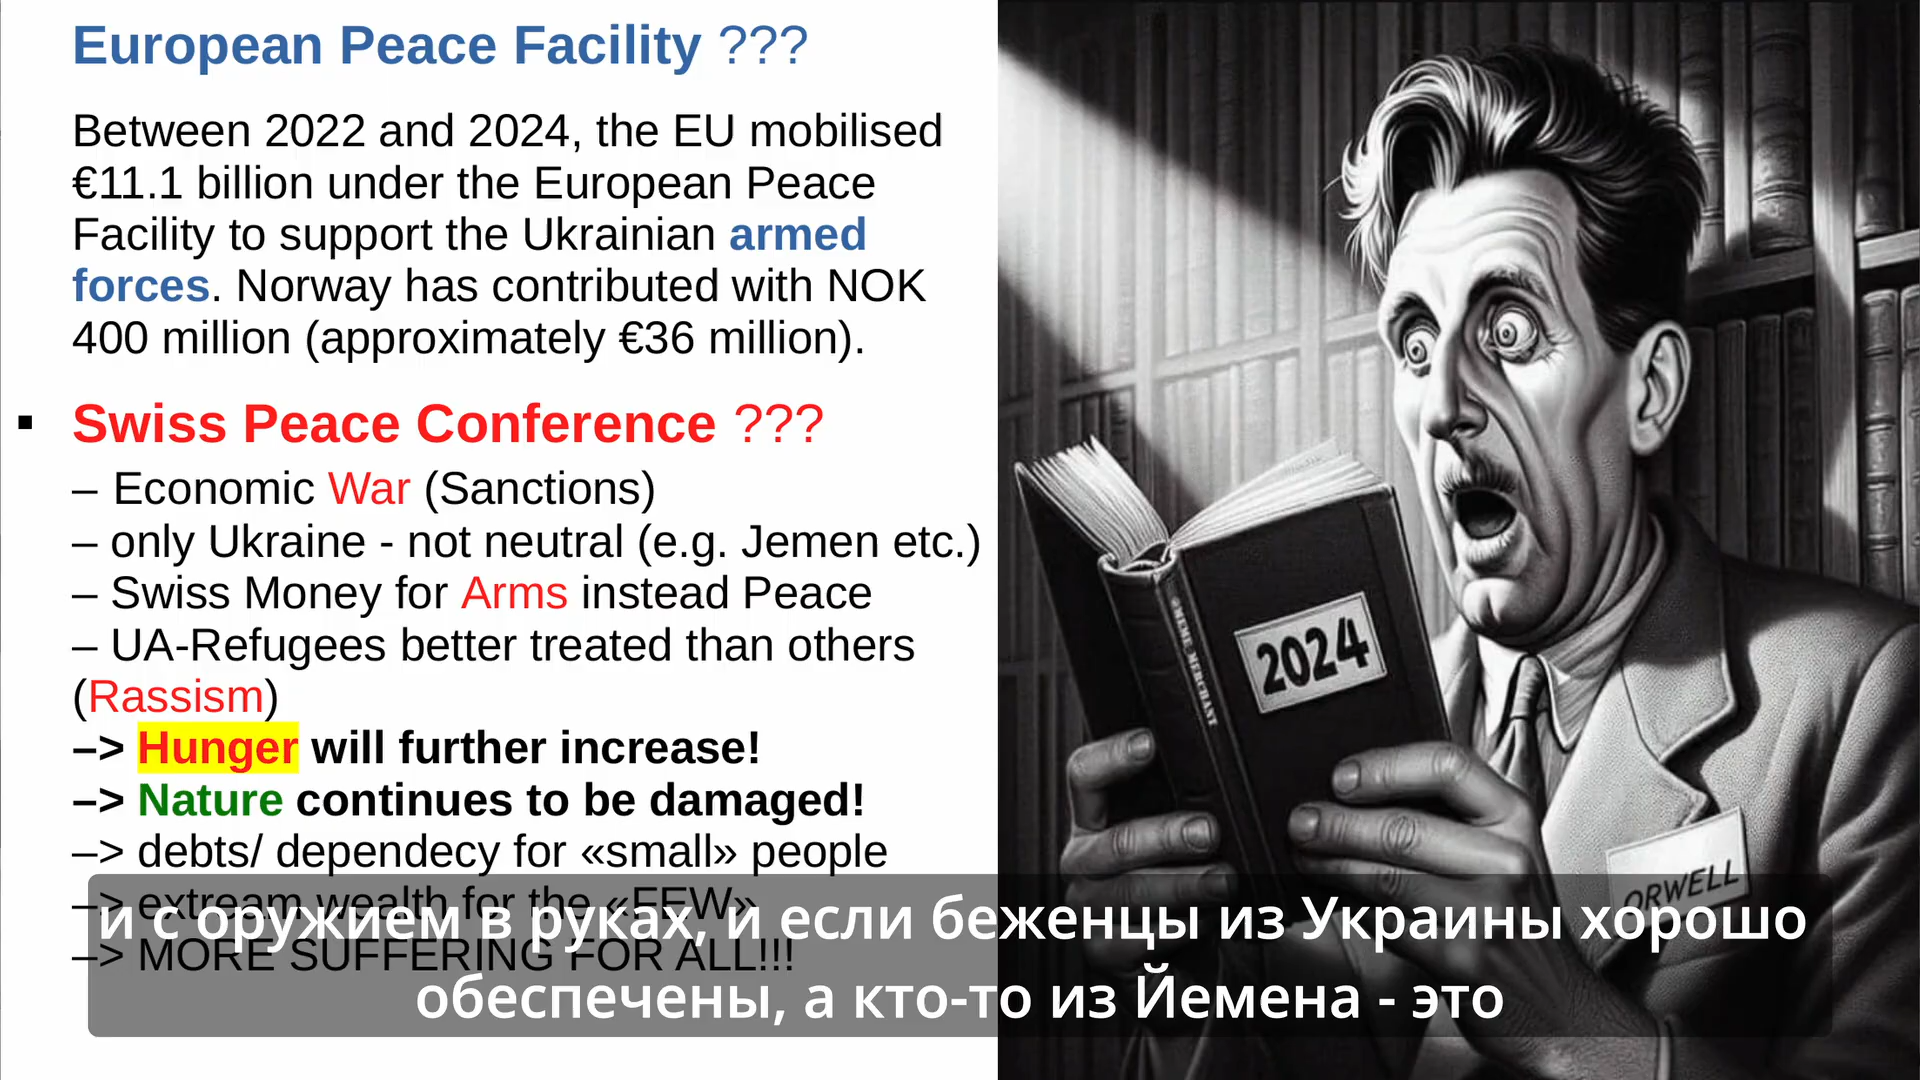 European Peace Facility ???
Between 2022 and 2024, the EU mobilised
€11.1 billion under the European Peace
Facility to support the Ukrainian armed
forces. Norway has contributed with NOK
400 million (approximately €36 million).
▪ Swiss Peace Conference ???
– Economic War (Sanctions)
– only Ukraine - not neutral (e.g. Jemen etc.)
– Swiss Money for Arms instead Peace
– UA-Refugees better treated than others
(Rassism)
–> Hunger will further increase!
–> Nature continues to be damaged!
–> debts/ dependecy for «small» people
–> extream wealth for the «FEW»
–> MORE SUFFERING FOR ALL!!!
2024
MEME MERCHANT
ORWELL
и с оружием в руках, и если беженцы из Украины хорошо
обеспечены, а кто-то из Йемена - это